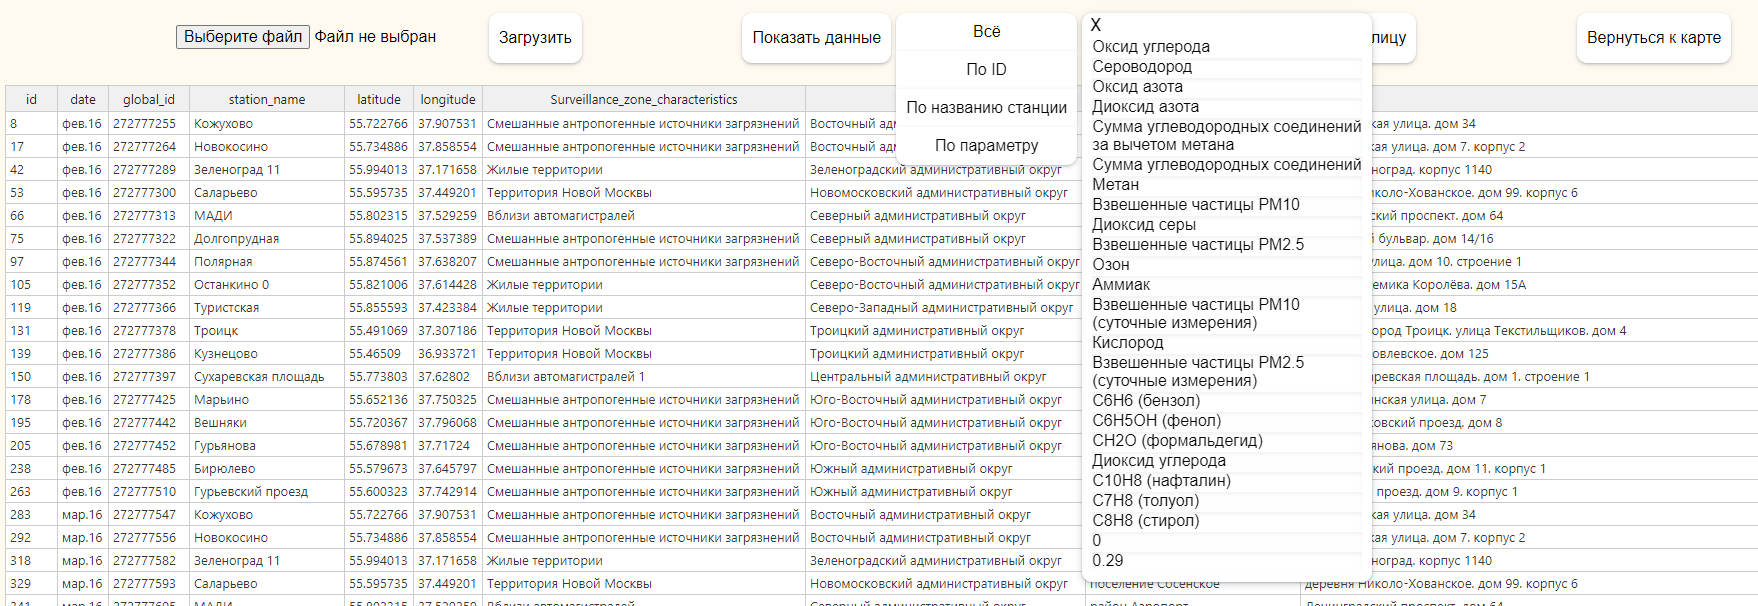 Выберите файл Файл не выбран Загрузить Показать данные Всё X лицу Вернуться к карте
По ID
По названию станции
По параметру
Оксид углерода
Сероводород
Оксид азота
Диоксид азота
Сумма углеводородных соединений
за вычетом метана
Сумма углеводородных соединений
Метан
Взвешенные частицы PM10
Диоксид серы
Взвешенные частицы PM2.5
Озон
Аммиак
Взвешенные частицы PM10
(суточные измерения)
Кислород
Взвешенные частицы PM2.5
(суточные измерения)
C6H6 (бензол)
C6H5OH (фенол)
CH2O (формальдегид)
Диоксид углерода
C10H8 (нафталин)
C7H8 (толуол)
C8H8 (стирол)
0
0.29
id date global_id station_name latitude longitude Surveillance_zone_characteristics
8 фев.16 272777255 Кожухово 55.722766 37.907531 Смешанные антропогенные источники загрязнений Восточный адм кая улица. дом 34
17 фев.16 272777264 Новокосино 55.734886 37.858554 Смешанные антропогенные источники загрязнений Восточный адм кая улица. дом 7. корпус 2
42 фев.16 272777289 Зеленоград 11 55.994013 37.171658 Жилые территории Зеленоградский административный округ ноград. корпус 1140
53 фев.16 272777300 Саларьево 55.595735 37.449201 Территория Новой Москвы Новомосковский административный округ иколо-Хованское. дом 99. корпус 6
66 фев.16 272777313 МАДИ 55.802315 37.529259 Вблизи автомагистралей Северный административный округ ский проспект. дом 64
75 фев.16 272777322 Долгопрудная 55.894025 37.537389 Смешанные антропогенные источники загрязнений Северный административный округ й бульвар. дом 14/16
97 фев.16 272777344 Полярная 55.874561 37.638207 Смешанные антропогенные источники загрязнений Северо-Восточный административный округ улица. дом 10. строение 1
105 фев.16 272777352 Останкино 0 55.821006 37.614428 Жилые территории Северо-Восточный административный округ емика Королёва. дом 15А
119 фев.16 272777366 Туристская 55.855593 37.423384 Жилые территории Северо-Западный административный округ улица. дом 18
131 фев.16 272777378 Троицк 55.491069 37.307186 Территория Новой Москвы Троицкий административный округ ород Троицк. улица Текстильщиков. дом 4
139 фев.16 272777386 Кузнецово 55.46509 36.933721 Территория Новой Москвы Троицкий административный округ овлевское. дом 125
150 фев.16 272777397 Сухаревская площадь 55.773803 37.62802 Вблизи автомагистралей 1 Центральный административный округ аревская площадь. дом 1. строение 1
178 фев.16 272777425 Марьино 55.652136 37.750325 Смешанные антропогенные источники загрязнений Юго-Восточный административный округ нская улица. дом 7
195 фев.16 272777442 Вешняки 55.720367 37.796068 Смешанные антропогенные источники загрязнений Юго-Восточный административный округ ковский проезд. дом 8
205 фев.16 272777452 Гурьянова 55.678981 37.71724 Смешанные антропогенные источники загрязнений Юго-Восточный административный округ янова. дом 73
238 фев.16 272777485 Бирюлево 55.579673 37.645797 Смешанные антропогенные источники загрязнений Южный административный округ кий проезд. дом 11. корпус 1
263 фев.16 272777510 Гурьевский проезд 55.600323 37.742914 Смешанные антропогенные источники загрязнений Южный административный округ проезд. дом 9. корпус 1
283 мар.16 272777547 Кожухово 55.722766 37.907531 Смешанные антропогенные источники загрязнений Восточный административный округ кая улица. дом 34
292 мар.16 272777556 Новокосино 55.734886 37.858554 Смешанные антропогенные источники загрязнений Восточный административный округ кая улица. дом 7. корпус 2
318 мар.16 272777582 Зеленоград 11 55.994013 37.171658 Жилые территории Зеленоградский административный округ ноград. корпус 1140
329 мар.16 272777593 Саларьево 55.595735 37.449201 Территория Новой Москвы Новомосковский административный округ поселение Сосенское деревня Николо-Хованское. дом 99. корпус 6